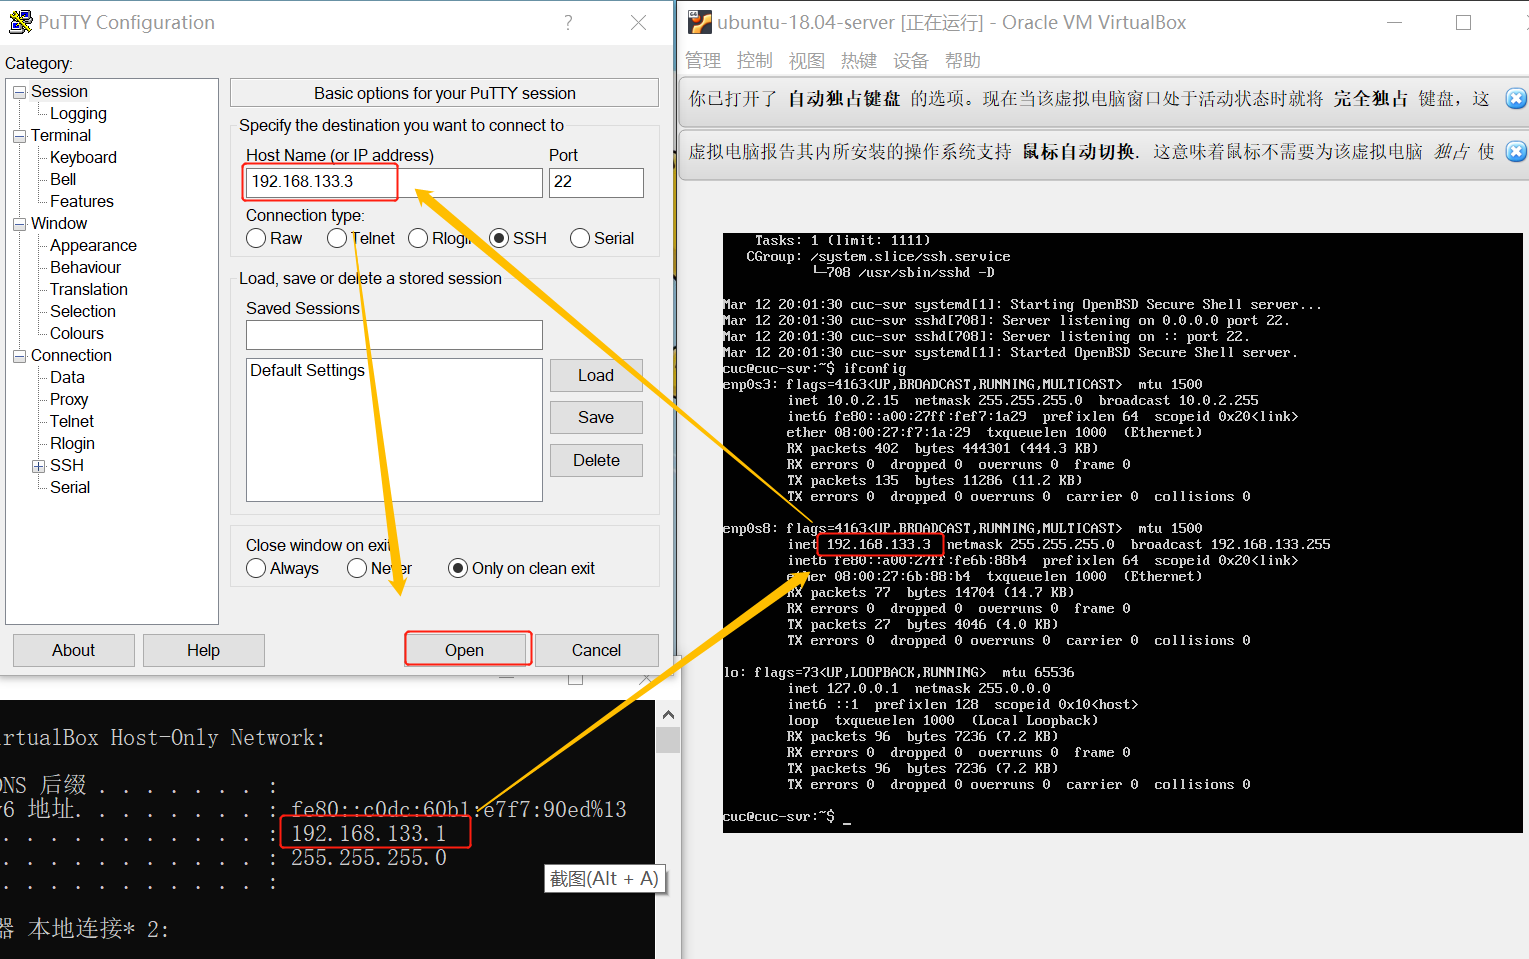 PuTTY Configuration
Category:
Session
Logging
Terminal
Keyboard
Bell
Features
Window
Appearance
Behaviour
Translation
Selection
Colours
Connection
Data
Proxy
Telnet
Rlogin
SSH
Serial
Basic options for your PuTTY session
Specify the destination you want to connect to
Host Name (or IP address) Port
192.168.133.3 22
Connection type:
Raw Telnet Rlogin SSH Serial
Load, save or delete a stored session
Saved Sessions
Default Settings
Load
Save
Delete
Close window on exit
Always Never Only on clean exit
About Help Open Cancel
irtualBox Host-Only Network:
DNS 后缀 . . . . . . . :
v6 地址. . . . . . . . : fe80::c0dc:60b1:e7f7:90ed%13
. . . . . . . . . . . . : 192.168.133.1
. . . . . . . . . . . . : 255.255.255.0
. . . . . . . . . . . . :
器 本地连接* 2:
截图(Alt + A)
ubuntu-18.04-server [正在运行] - Oracle VM VirtualBox
管理 控制 视图 热键 设备 帮助
你已打开了 自动独占键盘 的选项。现在当该虚拟电脑窗口处于活动状态时就将 完全独占 键盘，这
虚拟电脑报告其内所安装的操作系统支持 鼠标自动切换. 这意味着鼠标不需要为该虚拟电脑 独占 使
Tasks: 1 (limit: 1111)
CGroup: /system.slice/ssh.service
└─708 /usr/sbin/sshd -D
Mar 12 20:01:30 cuc-svr systemd[1]: Starting OpenBSD Secure Shell server...
Mar 12 20:01:30 cuc-svr sshd[708]: Server listening on 0.0.0.0 port 22.
Mar 12 20:01:30 cuc-svr sshd[708]: Server listening on :: port 22.
Mar 12 20:01:30 cuc-svr systemd[1]: Started OpenBSD Secure Shell server.
cuc@cuc-svr:~$ ifconfig
enp0s3: flags=4163<UP,BROADCAST,RUNNING,MULTICAST> mtu 1500
inet 10.0.2.15 netmask 255.255.255.0 broadcast 10.0.2.255
inet6 fe80::a00:27ff:fef7:1a29 prefixlen 64 scopeid 0x20<link>
ether 08:00:27:f7:1a:29 txqueuelen 1000 (Ethernet)
RX packets 402 bytes 444301 (444.3 KB)
RX errors 0 dropped 0 overruns 0 frame 0
TX packets 135 bytes 11286 (11.2 KB)
TX errors 0 dropped 0 overruns 0 carrier 0 collisions 0
enp0s8: flags=4163<UP,BROADCAST,RUNNING,MULTICAST> mtu 1500
inet 192.168.133.3 netmask 255.255.255.0 broadcast 192.168.133.255
inet6 fe80::a00:27ff:fe6b:88b4 prefixlen 64 scopeid 0x20<link>
ether 08:00:27:6b:88:b4 txqueuelen 1000 (Ethernet)
RX packets 77 bytes 14704 (14.7 KB)
RX errors 0 dropped 0 overruns 0 frame 0
TX packets 27 bytes 4046 (4.0 KB)
TX errors 0 dropped 0 overruns 0 carrier 0 collisions 0
lo: flags=73<UP,LOOPBACK,RUNNING> mtu 65536
inet 127.0.0.1 netmask 255.0.0.0
inet6 ::1 prefixlen 128 scopeid 0x10<host>
loop txqueuelen 1000 (Local Loopback)
RX packets 96 bytes 7236 (7.2 KB)
RX errors 0 dropped 0 overruns 0 frame 0
TX packets 96 bytes 7236 (7.2 KB)
TX errors 0 dropped 0 overruns 0 carrier 0 collisions 0
cuc@cuc-svr:~$ _